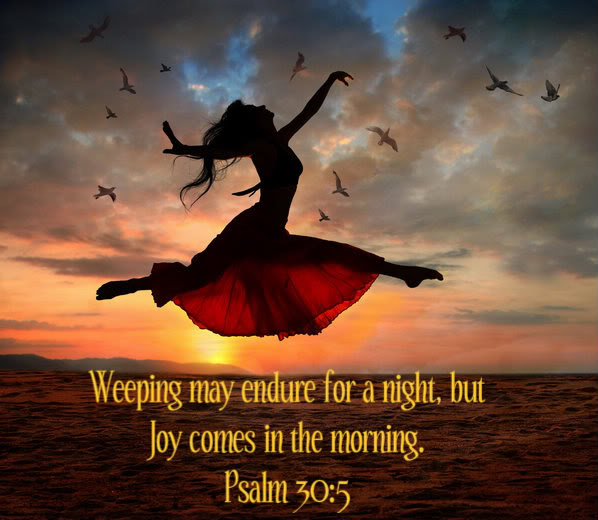 Weeping may endure for a night, but
Joy comes in the morning.
Psalm 30:5